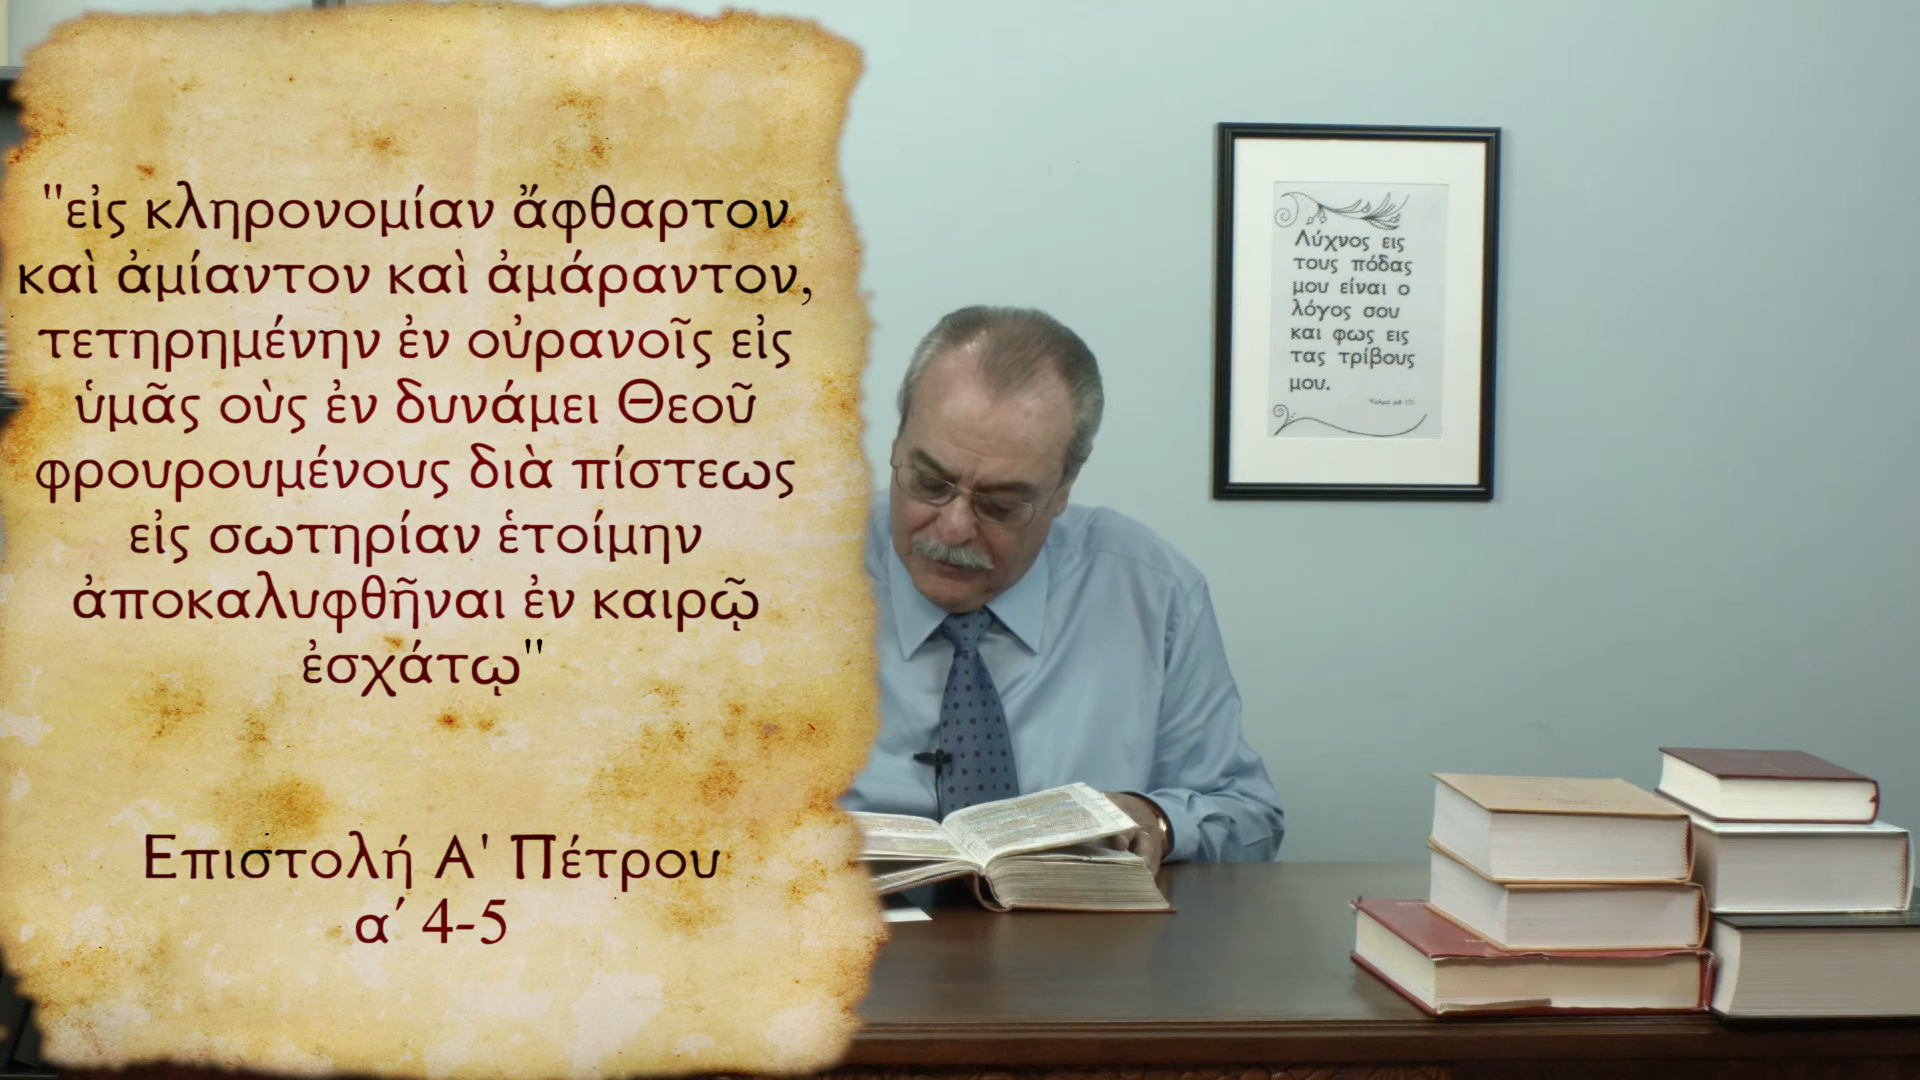 "εἰς κληρονομίαν ἄφθαρτον
καὶ ἀμίαντον καὶ ἀμάραντον,
τετηρημένην ἐν οὐρανοῖς εἰς
ὑμᾶς οὺς ἐν δυνάμει Θεοῦ
φρουρουμένους διὰ πίστεως
εἰς σωτηρίαν ἑτοίμην
ἀποκαλυφθῆναι ἐν καιρῷ
ἐσχάτῳ"
Επιστολή Α' Πέτρου
α΄ 4-5
Λύχνος εις
τους πόδας
μου είναι ο
λόγος σου
και φως εις
τας τρίβους
μου.